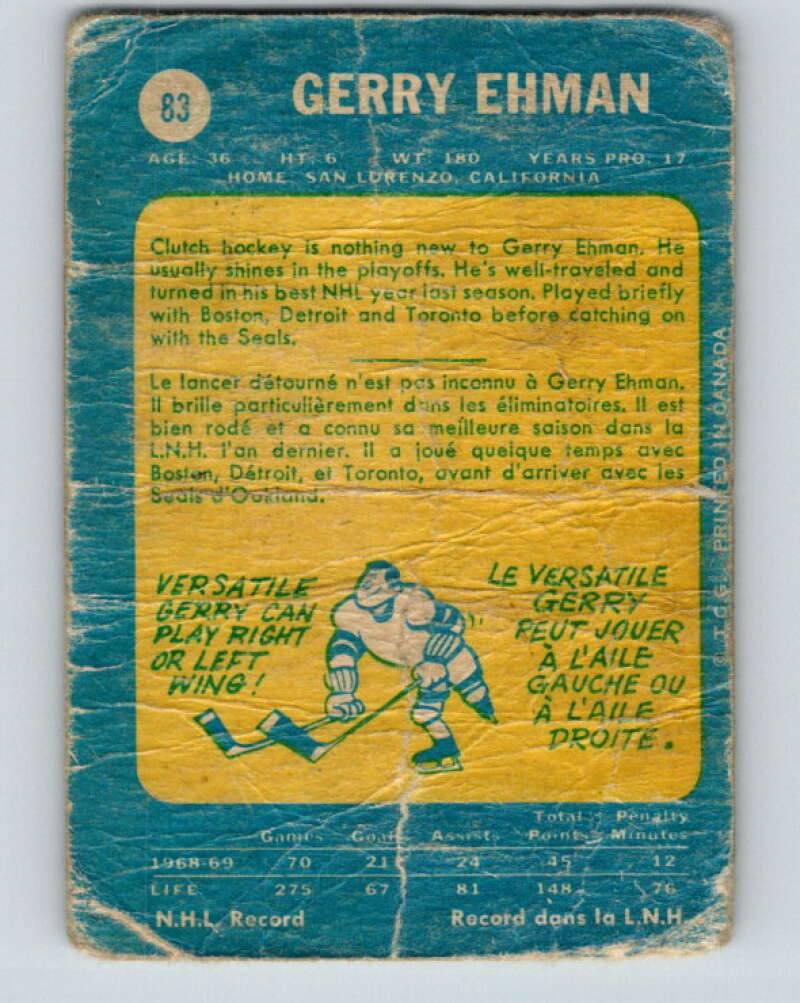 83
GERRY EHMAN
AGE: 36 HT: 6 WT: 180 YEARS PRO: 17
HOME: SAN LORENZO, CALIFORNIA
Clutch hockey is nothing new to Gerry Ehman. He
usually shines in the playoffs. He's well-traveled and
turned in his best NHL year last season. Played briefly
with Boston, Detroit and Toronto before catching on
with the Seals.
Le lancer détourné n'est pas inconnu à Gerry Ehman.
Il brille particulièrement dans les éliminatoires. Il est
bien rodé et a connu sa meilleure saison dans la
L.N.H. l'an dernier. Il a joué quelque temps avec
Boston, Détroit, et Toronto, avant d'arriver avec les
Seals d'Oakland.
VERSATILE
GERRY CAN
PLAY RIGHT
OR LEFT
WING!
LE VERSATILE
GERRY
PEUT JOUER
À L'AILE
GAUCHE OU
À L'AILE
DROITE.
© T.C.G. PRINTED IN CANADA
Total Penalty
Games Goals Assists Points Minutes
1968-69 70 21 24 45 12
LIFE 275 67 81 148 76
N.H.L. Record Record dans la L.N.H.